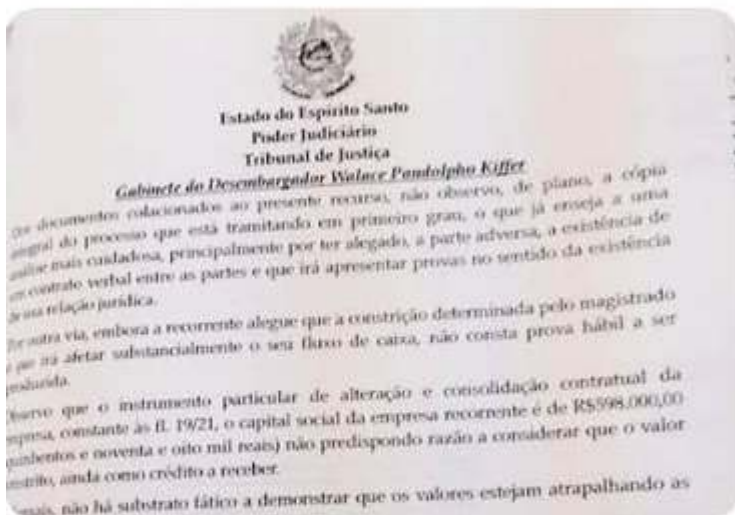 Estado do Espírito Santo
Poder Judiciário
Tribunal de Justiça
Gabinete do Desembargador Walace Pandolpho Kiffer
documentos colacionados ao presente recurso, não observo, de plano, a cópia
integral do processo que está tramitando em primeiro grau, o que já enseja a uma
análise mais cuidadosa, principalmente por ter alegado, a parte adversa, a existência de
um contrato verbal entre as partes e que irá apresentar provas no sentido da existência
relação jurídica.
outra via, embora a recorrente alegue que a constrição determinada pelo magistrado
irá afetar substancialmente o seu fluxo de caixa, não consta prova hábil a ser
produzida.
Observo que o instrumento particular de alteração e consolidação contratual da
empresa, constante às fl. 19/21, o capital social da empresa recorrente é de R$598.000,00
(quinhentos e noventa e oito mil reais) não predispondo razão a considerar que o valor
ainda como crédito a receber.
não há substrato fático a demonstrar que os valores estejam atrapalhando as